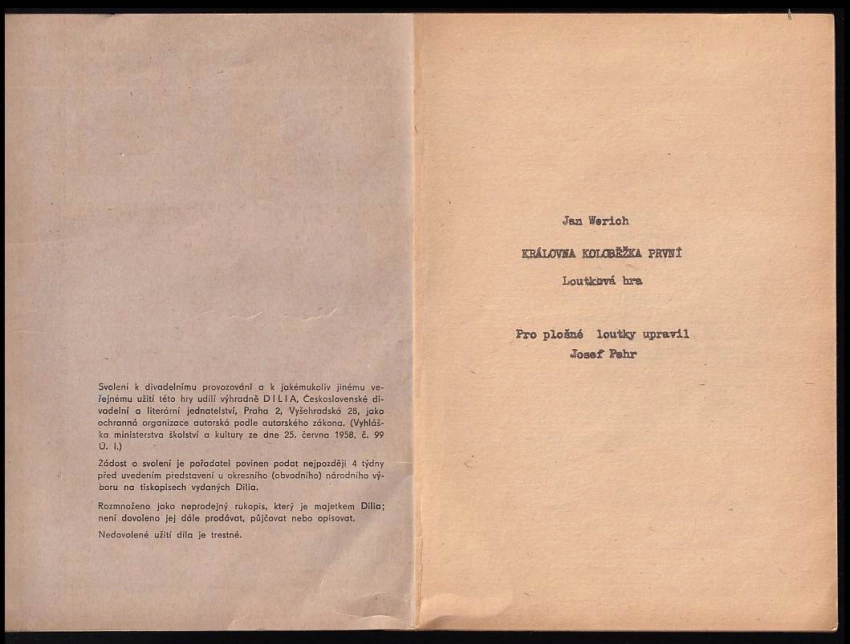 Svolení k divadelnímu provozování a k jakémukoliv jinému ve-
řejnému užití této hry udílí výhradně DILIA, Československé di-
vadelní a literární jednatelství, Praha 2, Vyšehradská 28, jako
ochranná organizace autorská podle autorského zákona. (Vyhláš-
ka ministerstva školství a kultury ze dne 25. června 1958, č. 99
Ú. l.)
Žádost o svolení je pořadatel povinen podat nejpozději 4 týdny
před uvedením představení u okresního (obvodního) národního vý-
boru na tiskopisech vydaných Dilia.
Rozmnoženo jako neprodejný rukopis, který je majetkem Dilia;
není dovoleno jej dále prodávat, půjčovat nebo opisovat.
Nedovolené užití díla je trestné.
Jan Werich
KRÁLOVNA KOLOBĚŽKA PRVNÍ
Loutková hra
Pro plošné loutky upravil
Josef Pehr